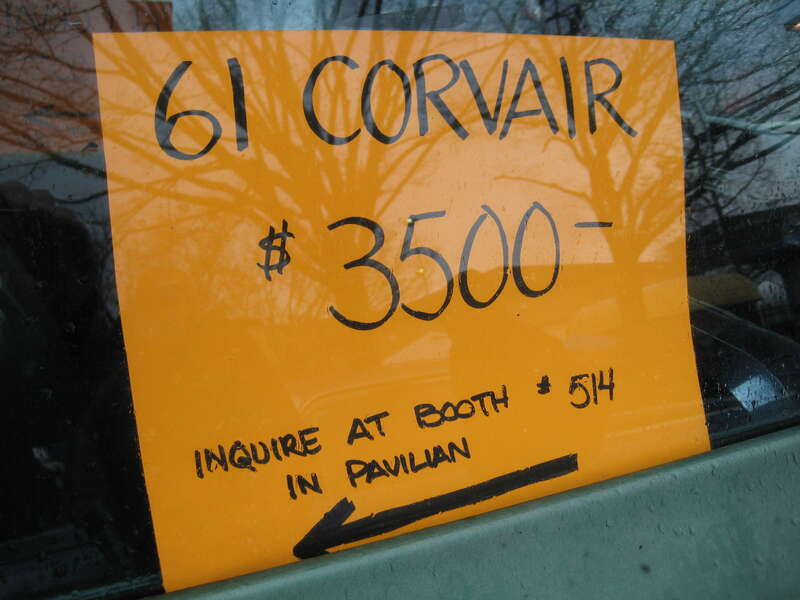 61 CORVAIR
$ 3500-
INQUIRE AT BOOTH # 514
IN PAVILIAN